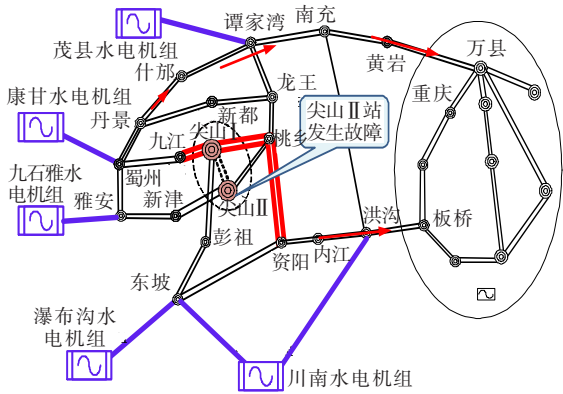 谭家湾
南充
茂县水电机组
什邡
黄岩
万县
龙王
康甘水电机组
重庆
丹景
新都
尖山Ⅱ站
发生故障
九江
尖山Ⅰ
桃乡
九石雅水
电机组
蜀州
雅安
新津
尖山Ⅱ
洪沟
板桥
彭祖
资阳
内江
东坡
瀑布沟水
电机组
川南水电机组